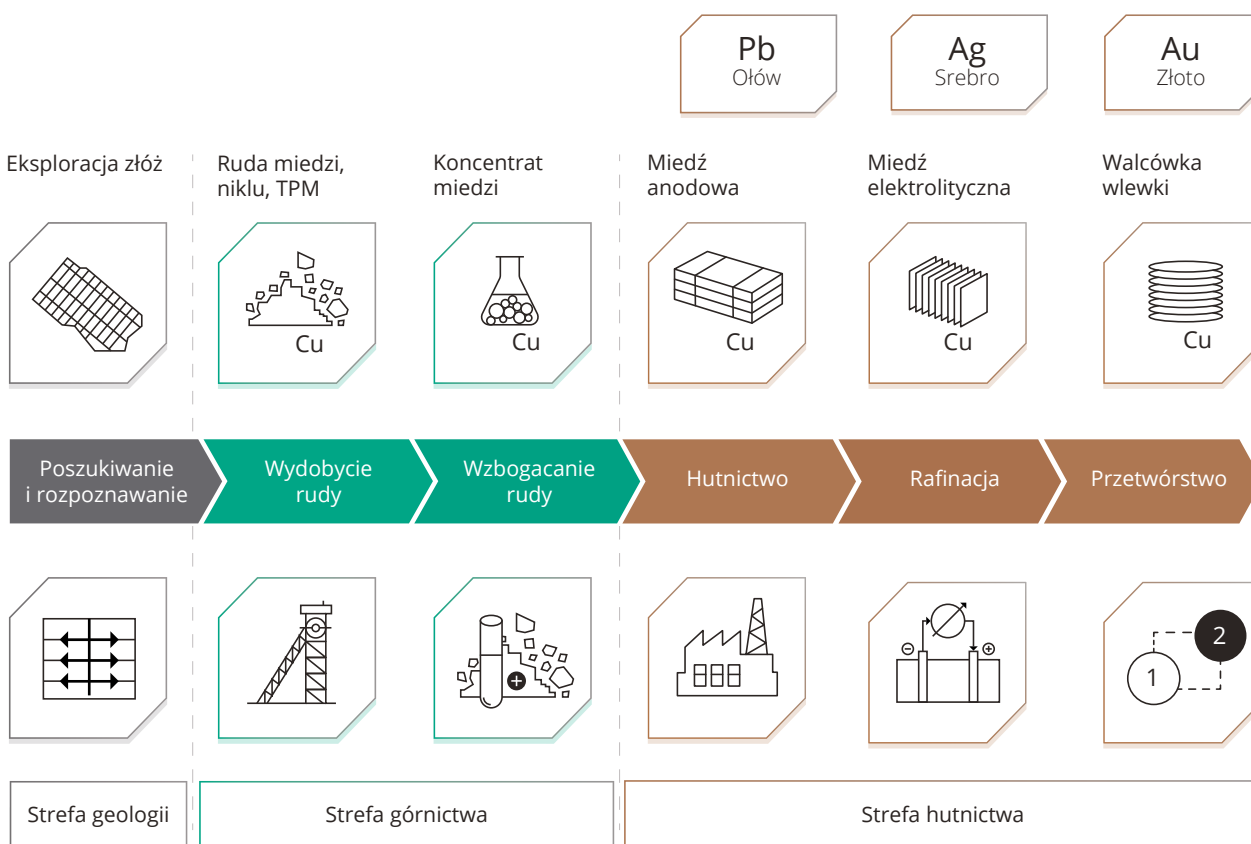 Pb
Ołów
Ag
Srebro
Au
Złoto
Eksploracja złóż
Ruda miedzi,
niklu, TPM
Koncentrat
miedzi
Miedź
anodowa
Miedź
elektrolityczna
Walcówka
wlewki
Cu
Cu
Cu
Cu
Cu
Poszukiwanie
i rozpoznawanie
Wydobycie
rudy
Wzbogacanie
rudy
Hutnictwo
Rafinacja
Przetwórstwo
1
2
Strefa geologii
Strefa górnictwa
Strefa hutnictwa